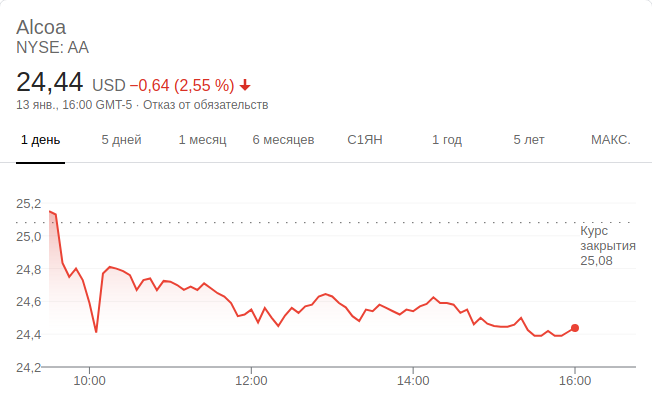 Alcoa
NYSE: AA
24,44 USD −0,64 (2,55 %)
13 янв., 16:00 GMT-5 · Отказ от обязательств
1 день 5 дней 1 месяц 6 месяцев С1ЯН 1 год 5 лет МАКС.
25,2
25,0
24,8
24,6
24,4
24,2
Курс
закрытия
25,08
10:00 12:00 14:00 16:00